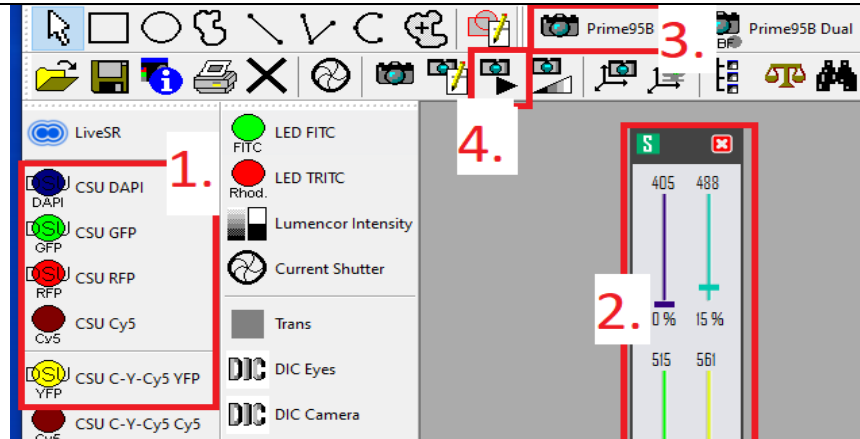 Prime95B
3.
Prime95B Dual
BF
4.
LiveSR
1.
DAPI
CSU DAPI
GFP
CSU GFP
RFP
CSU RFP
Cy5
CSU Cy5
YFP
CSU C-Y-Cy5 YFP
CSU C-Y-Cy5 Cy5
FITC
LED FITC
Rhod.
LED TRITC
Lumencor Intensity
Current Shutter
Trans
DIC
DIC Eyes
DIC
DIC Camera
S
405 488
2.
0 % 15 %
515 561